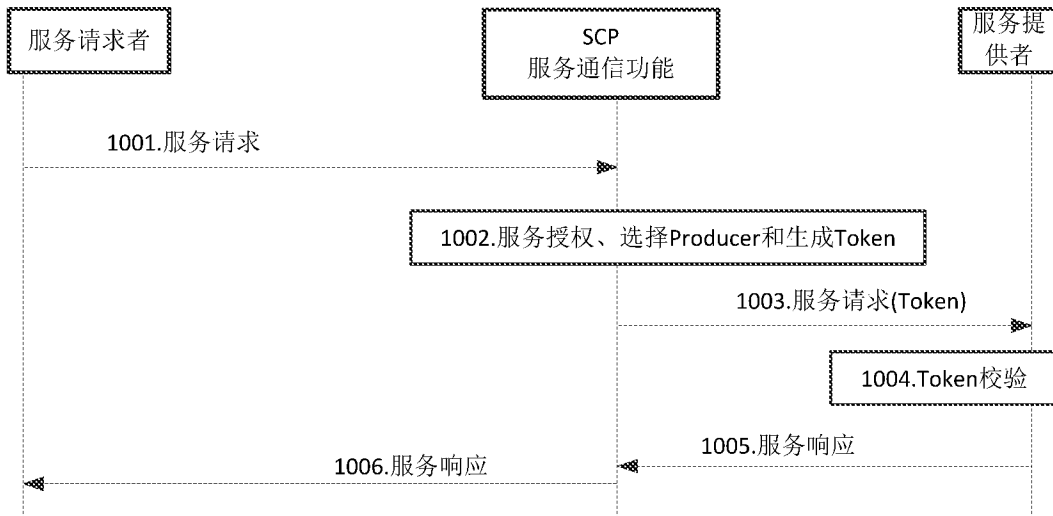 服务请求者
SCP
服务通信功能
服务提
供者
1001.服务请求
1002.服务授权、选择Producer和生成Token
1003.服务请求(Token)
1004.Token校验
1005.服务响应
1006.服务响应